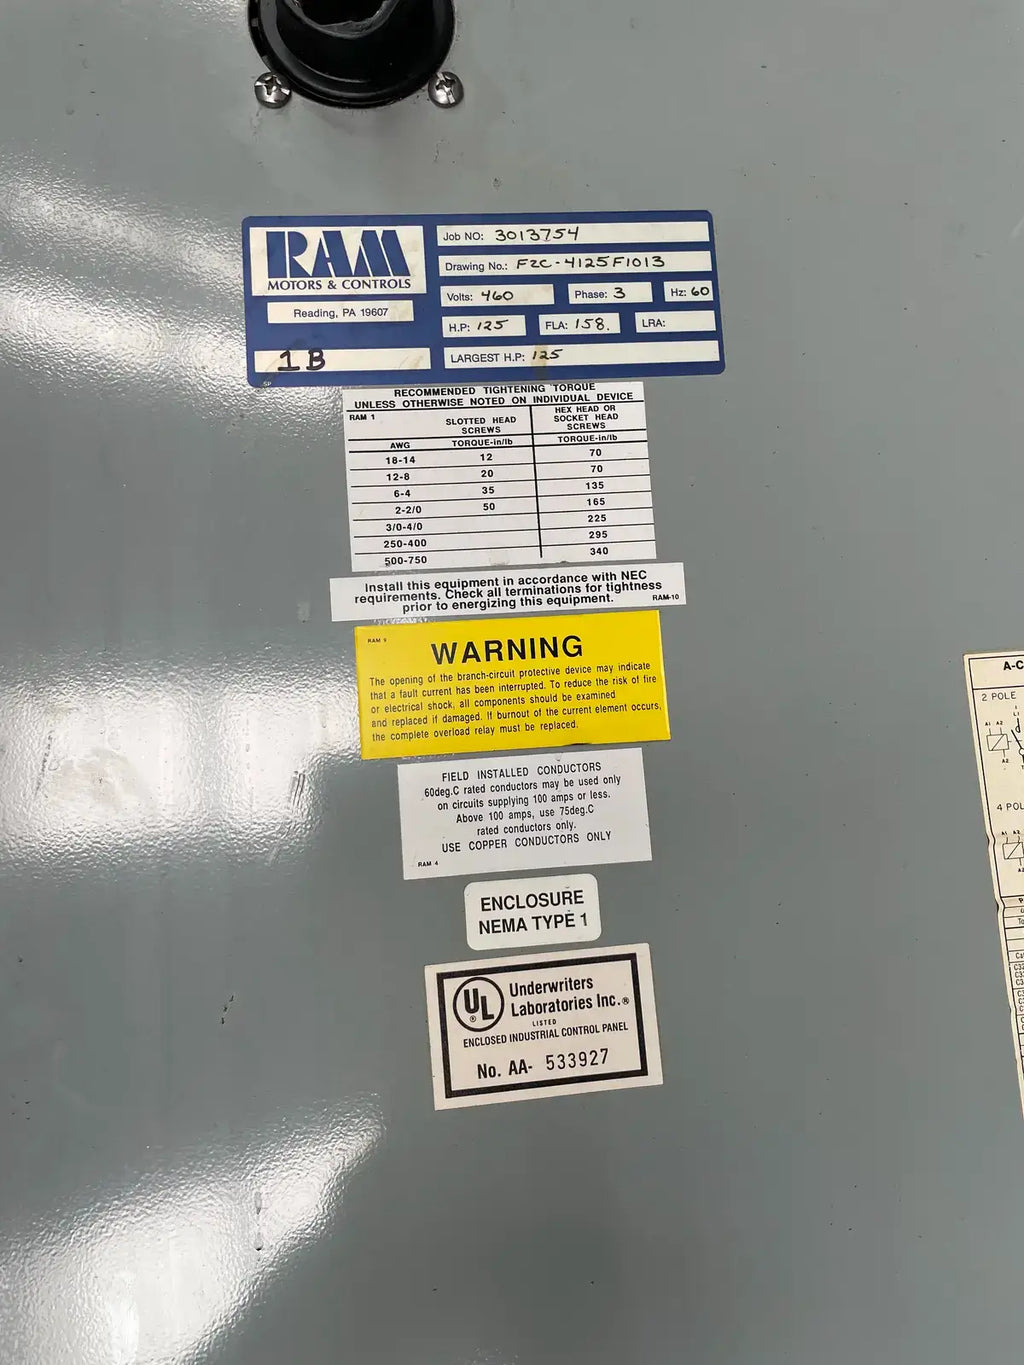 RAM
MOTORS & CONTROLS
Reading, PA 19607
1B
SP
Job NO: 3013754
Drawing No.: F2C-4125F1013
Volts: 460 Phase: 3 Hz: 60
H.P: 125 FLA: 158. LRA:
LARGEST H.P: 125
RECOMMENDED TIGHTENING TORQUE
UNLESS OTHERWISE NOTED ON INDIVIDUAL DEVICE
RAM 1
SLOTTED HEAD SCREWS HEX HEAD OR SOCKET HEAD SCREWS
AWG TORQUE-in/lb TORQUE-in/lb
18-14 12 70
12-8 20 70
6-4 35 135
2-2/0 50 165
3/0-4/0 225
250-400 295
500-750 340
Install this equipment in accordance with NEC
requirements. Check all terminations for tightness
prior to energizing this equipment. RAM-10
RAM 9
WARNING
The opening of the branch-circuit protective device may indicate
that a fault current has been interrupted. To reduce the risk of fire
or electrical shock, all components should be examined
and replaced if damaged. If burnout of the current element occurs,
the complete overload relay must be replaced.
FIELD INSTALLED CONDUCTORS
60deg.C rated conductors may be used only
on circuits supplying 100 amps or less.
Above 100 amps, use 75deg.C
rated conductors only.
USE COPPER CONDUCTORS ONLY
RAM 4
ENCLOSURE
NEMA TYPE 1
UL
Underwriters
Laboratories Inc.®
LISTED
ENCLOSED INDUSTRIAL CONTROL PANEL
No. AA- 533927
A-C
2 POLE
L1
A1 A2
A2
4 POL
A1 A2